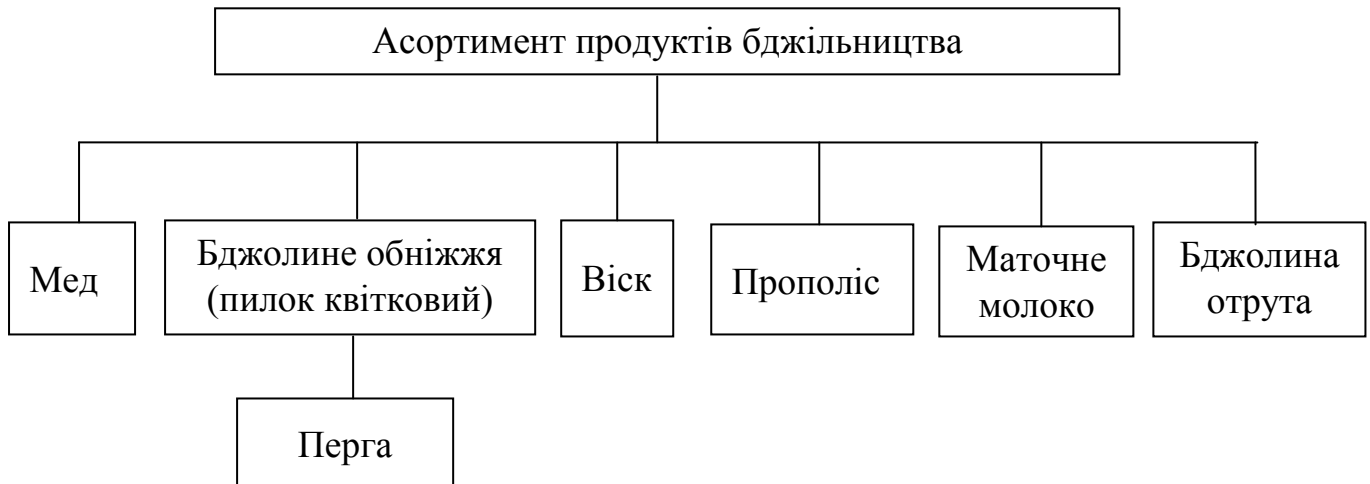 Асортимент продуктів бджільництва
Мед
Бджолине обніжжя
(пилок квітковий)
Віск
Прополіс
Маточне
молоко
Бджолина
отрута
Перга